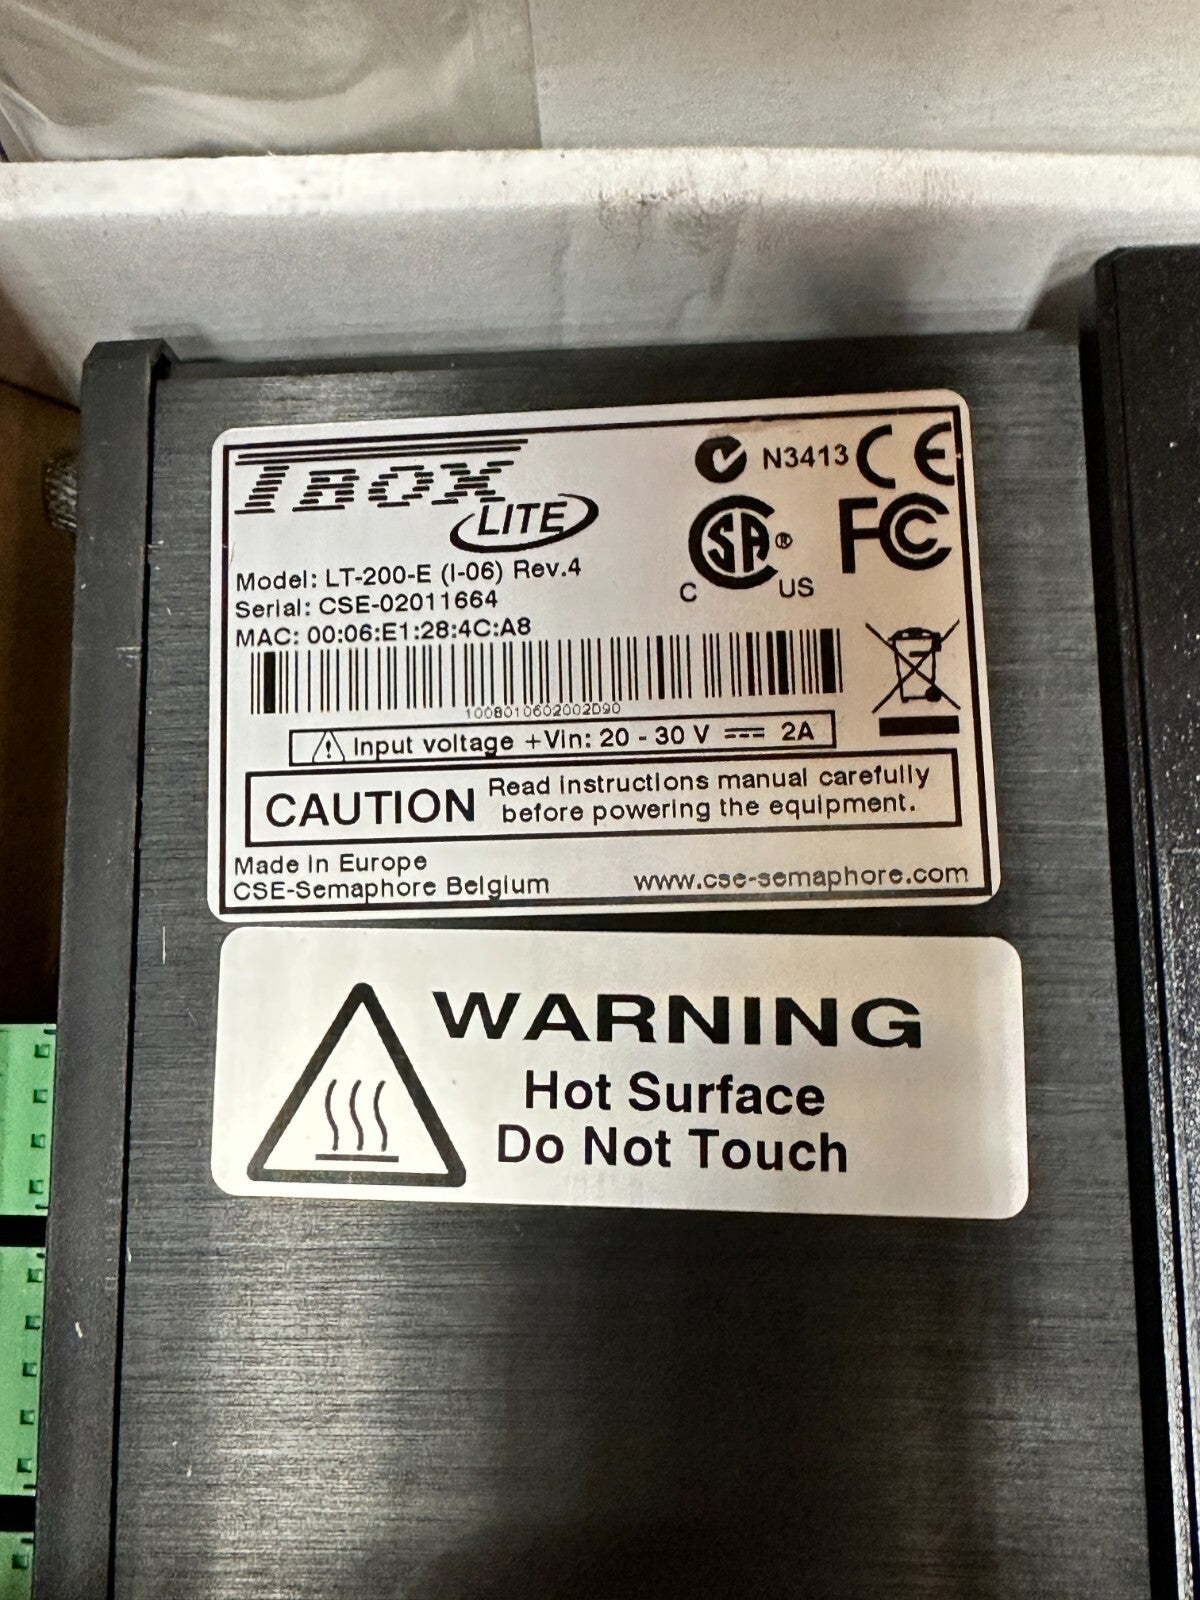 TBOX
LITE
N3413 CE
SA ® FC
C US
Model: LT-200-E (I-06) Rev.4
Serial: CSE-02011664
MAC: 00:06:E1:28:4C:A8
1008010602002090
Input voltage +Vin: 20 - 30 V 2A
CAUTION
Read instructions manual carefully
before powering the equipment.
Made in Europe
CSE-Semaphore Belgium
www.cse-semaphore.com
WARNING
Hot Surface
Do Not Touch